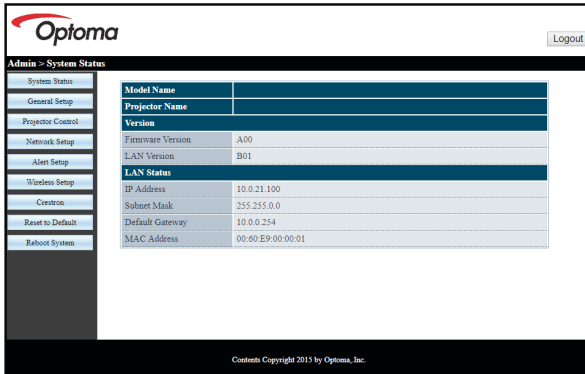 Optoma
Logout
Admin > System Status
System Status
General Setup
Projector Control
Network Setup
Alert Setup
Wireless Setup
Crestron
Reset to Default
Reboot System
Model Name
Projector Name
Version
Firmware Version A00
LAN Version B01
LAN Status
IP Address 10.0.21.100
Subnet Mask 255.255.0.0
Default Gateway 10.0.0.254
MAC Address 00:60:E9:00:00:01
Contents Copyright 2015 by Optoma, Inc.